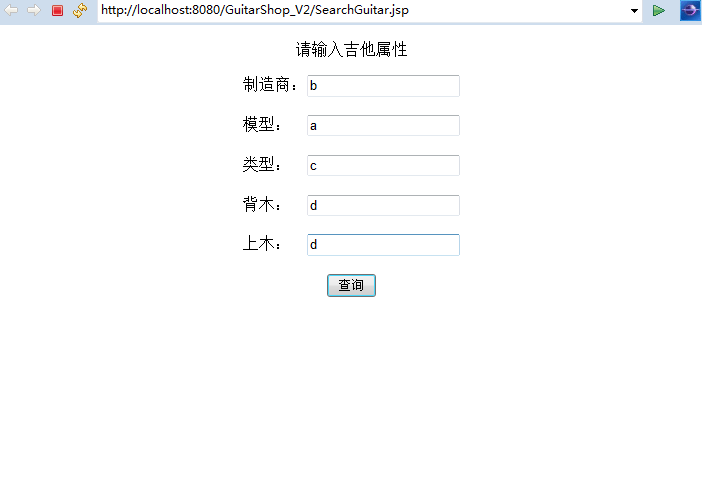 http://localhost:8080/GuitarShop_V2/SearchGuitar.jsp
请输入吉他属性
制造商： b
模型： a
类型： c
背木： d
上木： d
查询